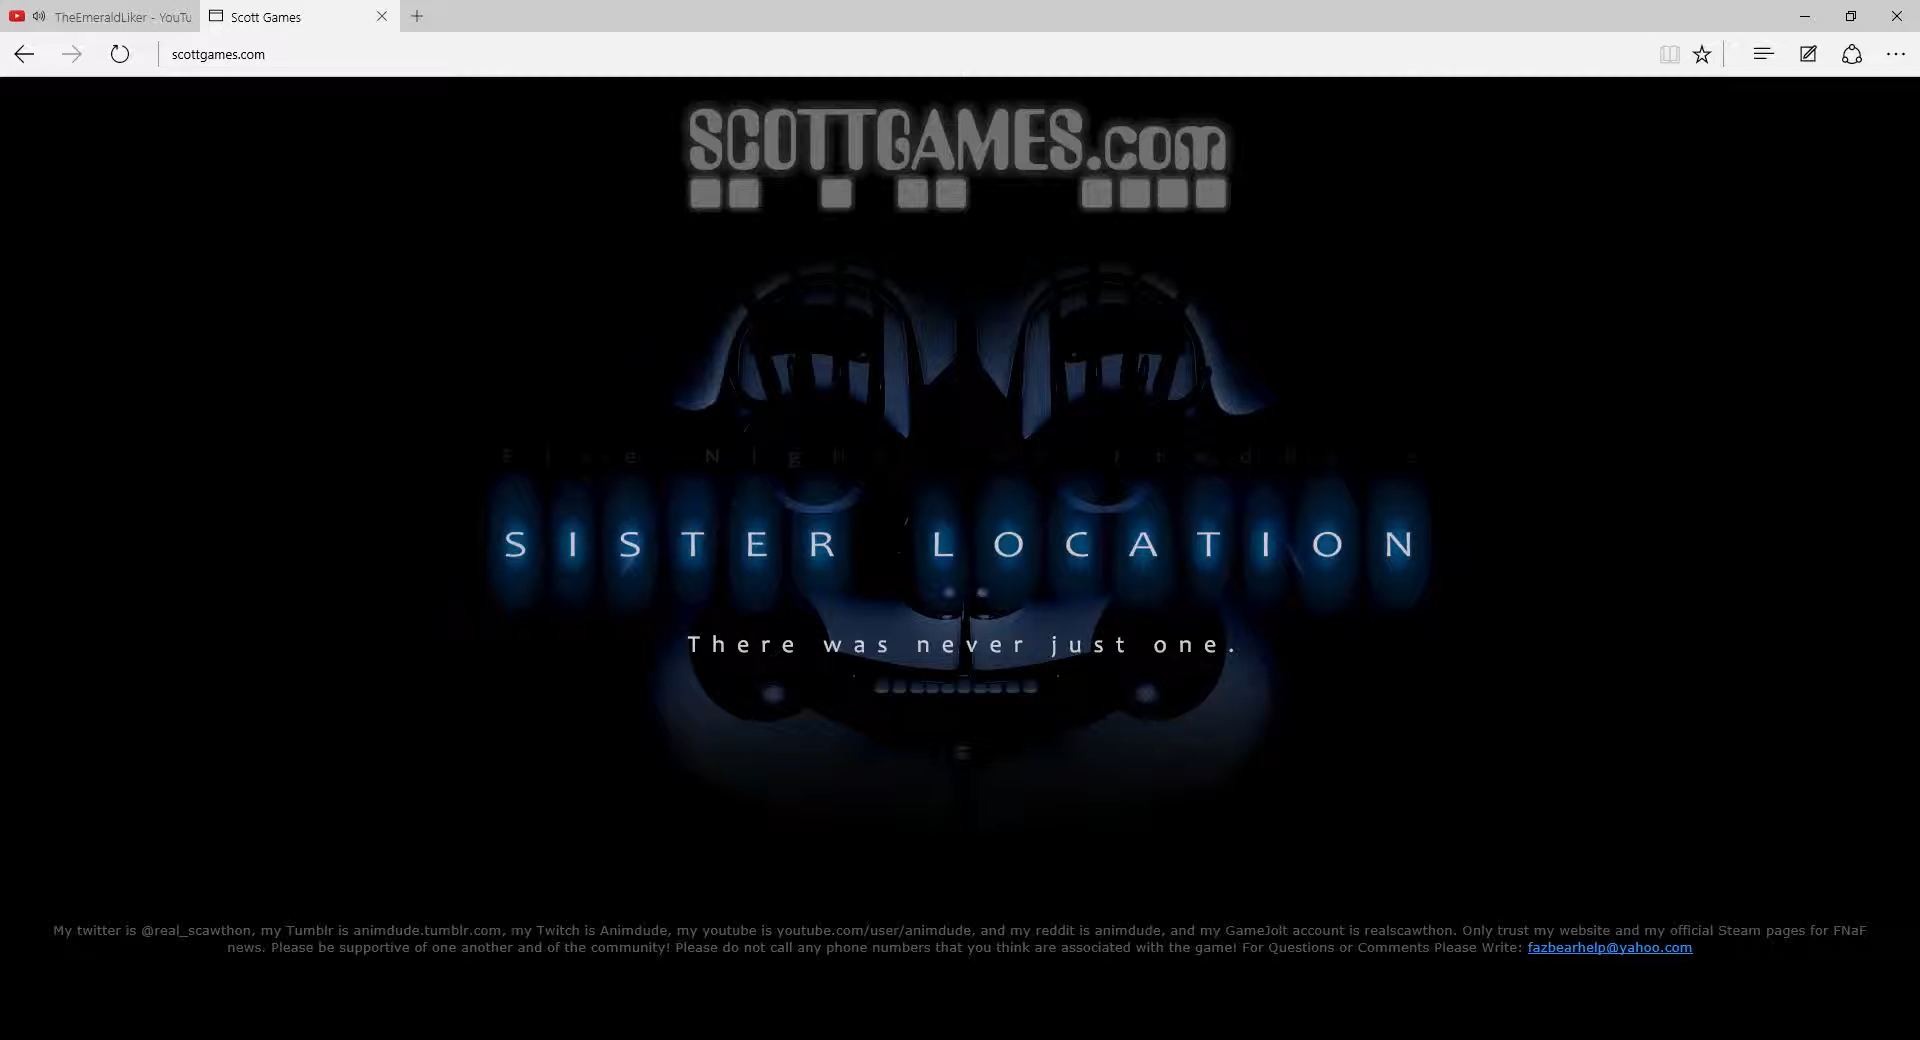 TheEmeraldLiker - YouTu
Scott Games
scottgames.com
SCOTTGAMES.com
SISTER LOCATION
There was never just one.
My twitter is @real_scawthon, my Tumblr is animdude.tumblr.com, my Twitch is Animdude, my youtube is youtube.com/user/animdude, and my reddit is animdude, and my GameJolt account is realscawthon. Only trust my website and my official Steam pages for FNaF
news. Please be supportive of one another and of the community! Please do not call any phone numbers that you think are associated with the game! For Questions or Comments Please Write: fazbearhelp@yahoo.com